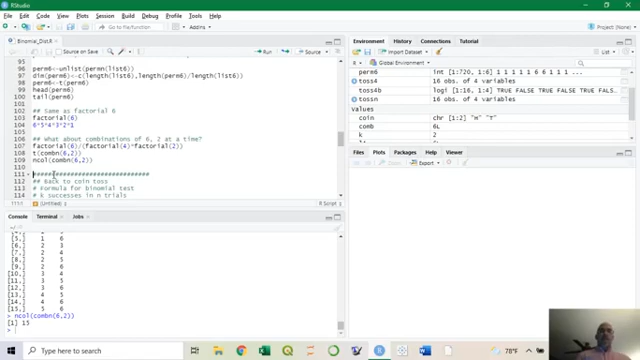 RStudio
File Edit Code View Plots Session Build Debug Profile Tools Help
Go to file/function
Addins
Project: (None)
Binomial_Dist.R
Source on Save
Run
Source
95
96 perm6<-unlist(permn(list6))
97 dim(perm6)<-c(length(list6),length(perm6)/length(list6))
98 perm6<-t(perm6)
99 head(perm6)
100 tail(perm6)
101
102 ## Same as factorial 6
103 factorial(6)
104 6*5*4*3*2*1
105
106 ## What about combinations of 6, 2 at a time?
107 factorial(6)/(factorial(4)*factorial(2))
108 t(combn(6,2))
109 ncol(combn(6,2))
110
111 ###########################
112 ## Back to coin toss
113 # Formula for binomial test
114 # k successes in n trials
111:1
(Untitled)
R Script
Console Terminal Jobs
~/
[4,] 1 5
[5,] 1 6
[6,] 2 3
[7,] 2 4
[8,] 2 5
[9,] 2 6
[10,] 3 4
[11,] 3 5
[12,] 3 6
[13,] 4 5
[14,] 4 6
[15,] 5 6
> ncol(combn(6,2))
[1] 15
>
Environment History Connections Tutorial
Import Dataset
List
R
Global Environment
perm6 int [1:720, 1:6] 1 1 1 1 1 6 6 1 1 ...
toss4 16 obs. of 4 variables
toss4b logi [1:16, 1:4] TRUE FALSE TRUE FALSE TRUE FALSE ...
tossn 16 obs. of 4 variables
values
coin chr [1:2] "H" "T"
comb 6L
k 2
Files Plots Packages Help Viewer
Export
Type here to search
78°F